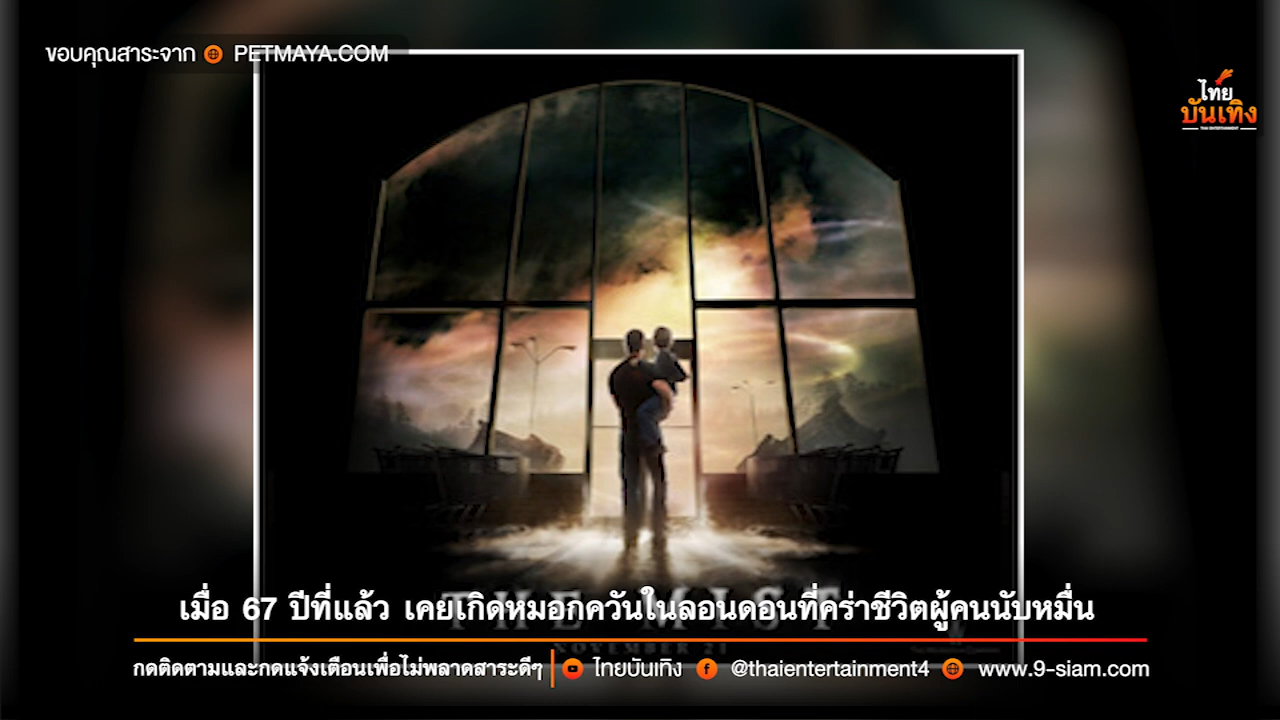 ขอบคุณสาระจาก PETMAYA.COM
ไทย
บันเทิง
THAI ENTERTAINMENT
THE MIST
เมื่อ 67 ปีที่แล้ว เคยเกิดหมอกควันในลอนดอนที่คร่าชีวิตผู้คนนับหมื่น
NOVEMBER 21
กดติดตามและกดแจ้งเตือนเพื่อไม่พลาดสาระดีๆ ไทยบันเทิง @thaientertainment4 www.9-siam.com